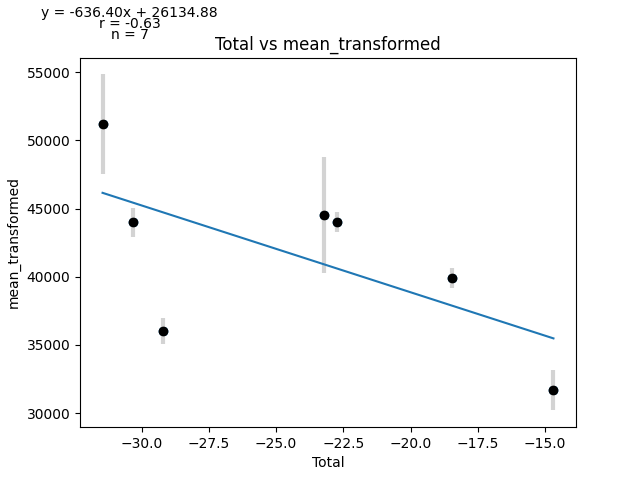 y = -636.40x + 26134.88
r = -0.63
n = 7
Total vs mean_transformed
55000
50000
45000
40000
35000
30000
mean_transformed
−30.0 −27.5 −25.0 −22.5 −20.0 −17.5 −15.0
Total